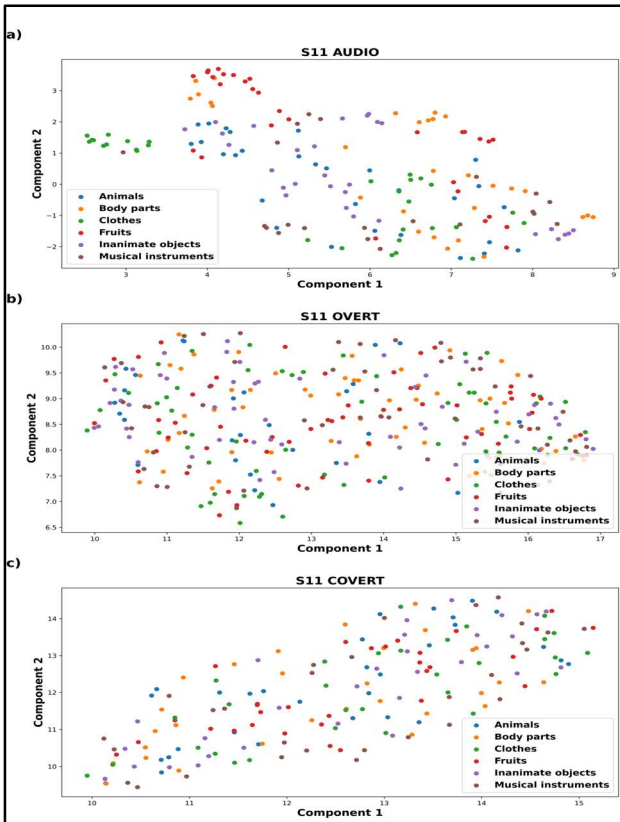 a)
S11 AUDIO
Component 2
3
2
1
0
−1
−2
Animals
Body parts
Clothes
Fruits
Inanimate objects
Musical instruments
3 4 5 6 7 8 9
Component 1
b)
S11 OVERT
Component 2
10.0
9.5
9.0
8.5
8.0
7.5
7.0
6.5
Animals
Body parts
Clothes
Fruits
Inanimate objects
Musical instruments
10 11 12 13 14 15 16 17
Component 1
c)
S11 COVERT
Component 2
14
13
12
11
10
Animals
Body parts
Clothes
Fruits
Inanimate objects
Musical instruments
10 11 12 13 14 15
Component 1